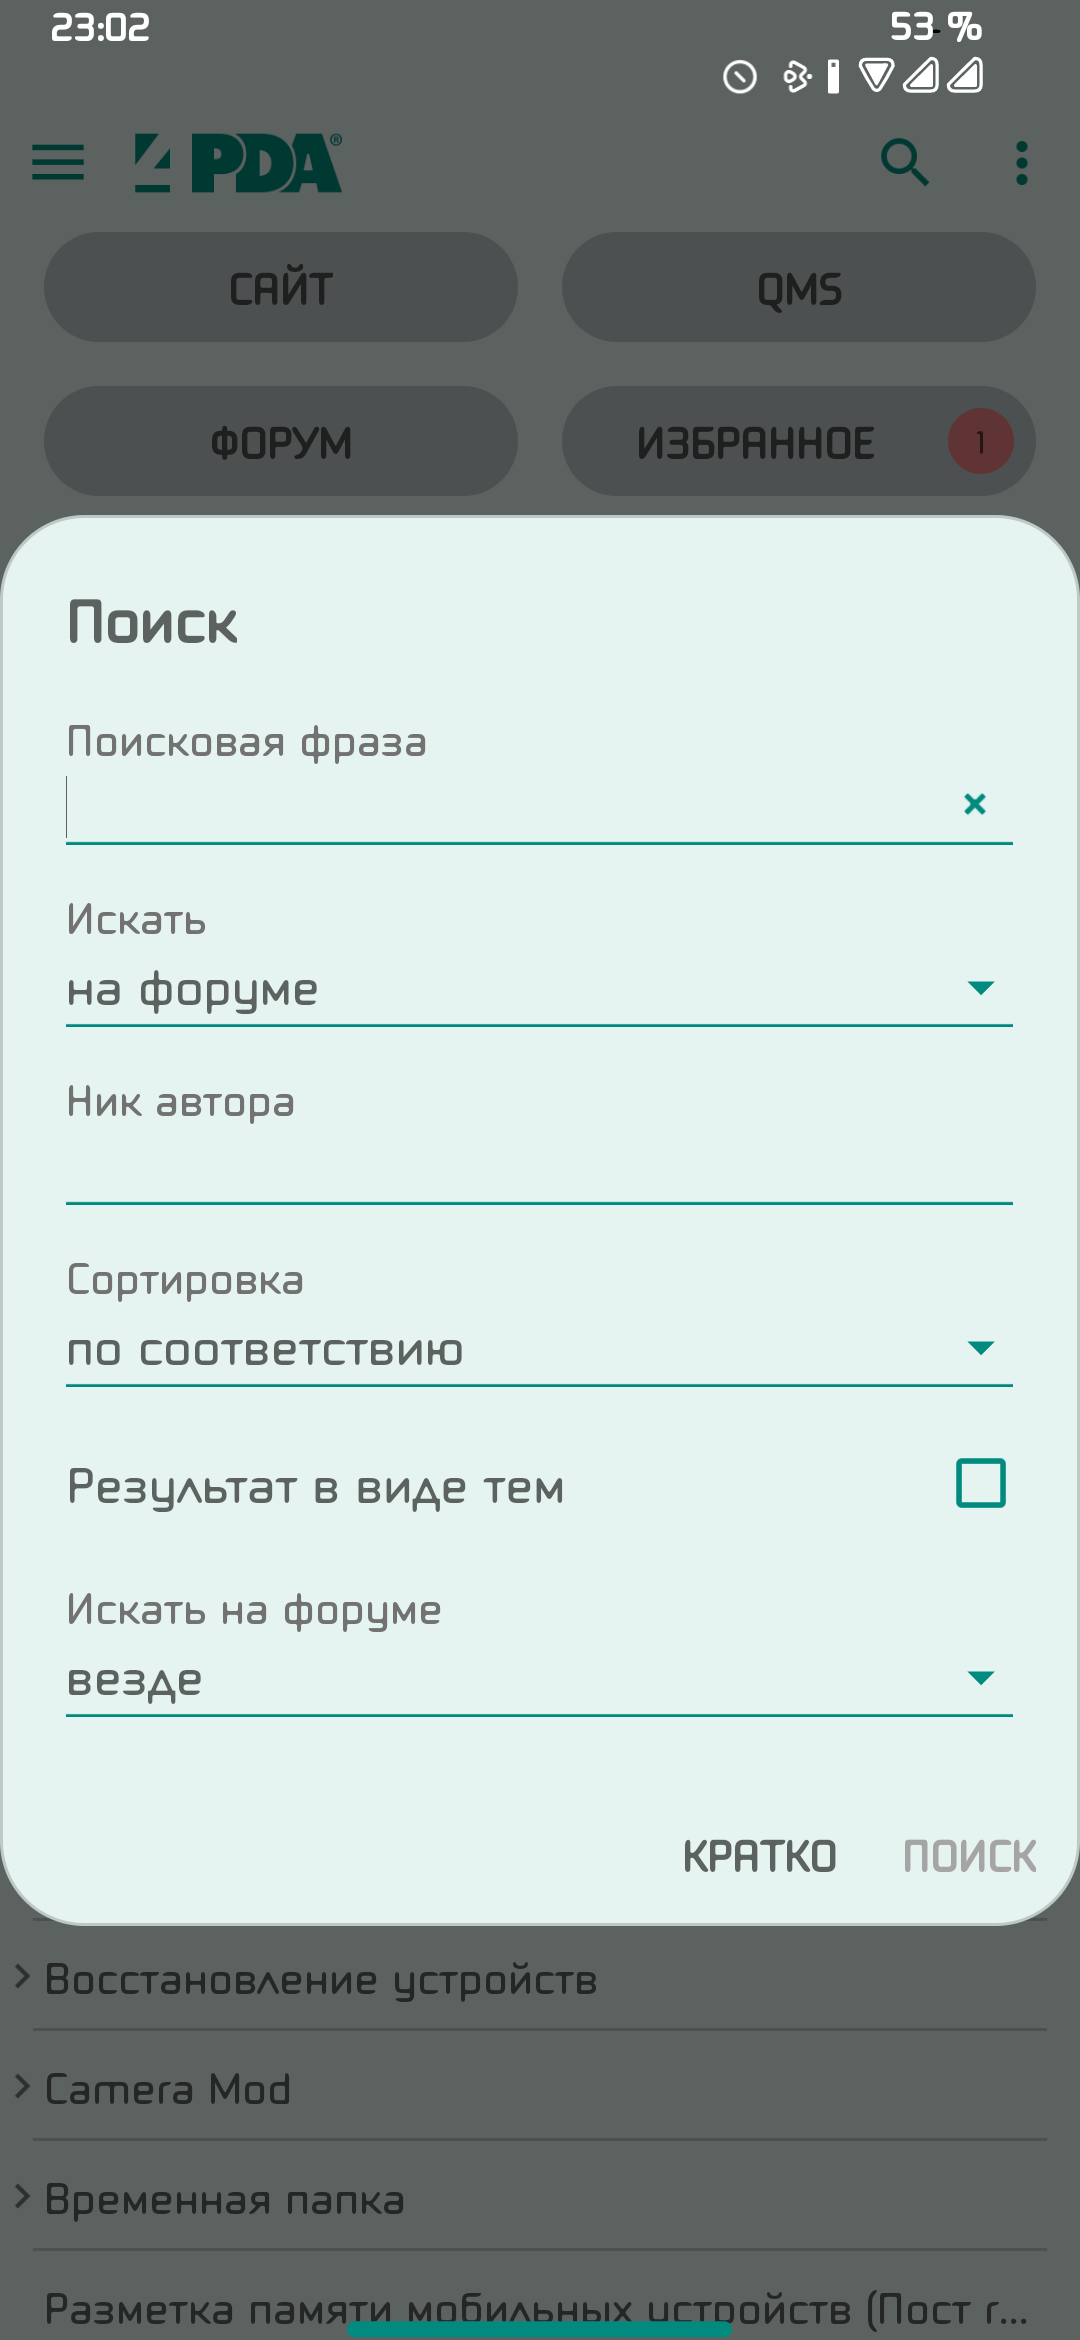 23:02
53 %
4PDA®
САЙТ
QMS
ФОРУМ
ИЗБРАННОЕ
1
Поиск
Поисковая фраза
Искать
на форуме
Ник автора
Сортировка
по соответствию
Результат в виде тем
Искать на форуме
везде
КРАТКО
ПОИСК
Восстановление устройств
Camera Mod
Временная папка
Разметка памяти мобильных устройств (Пост r...